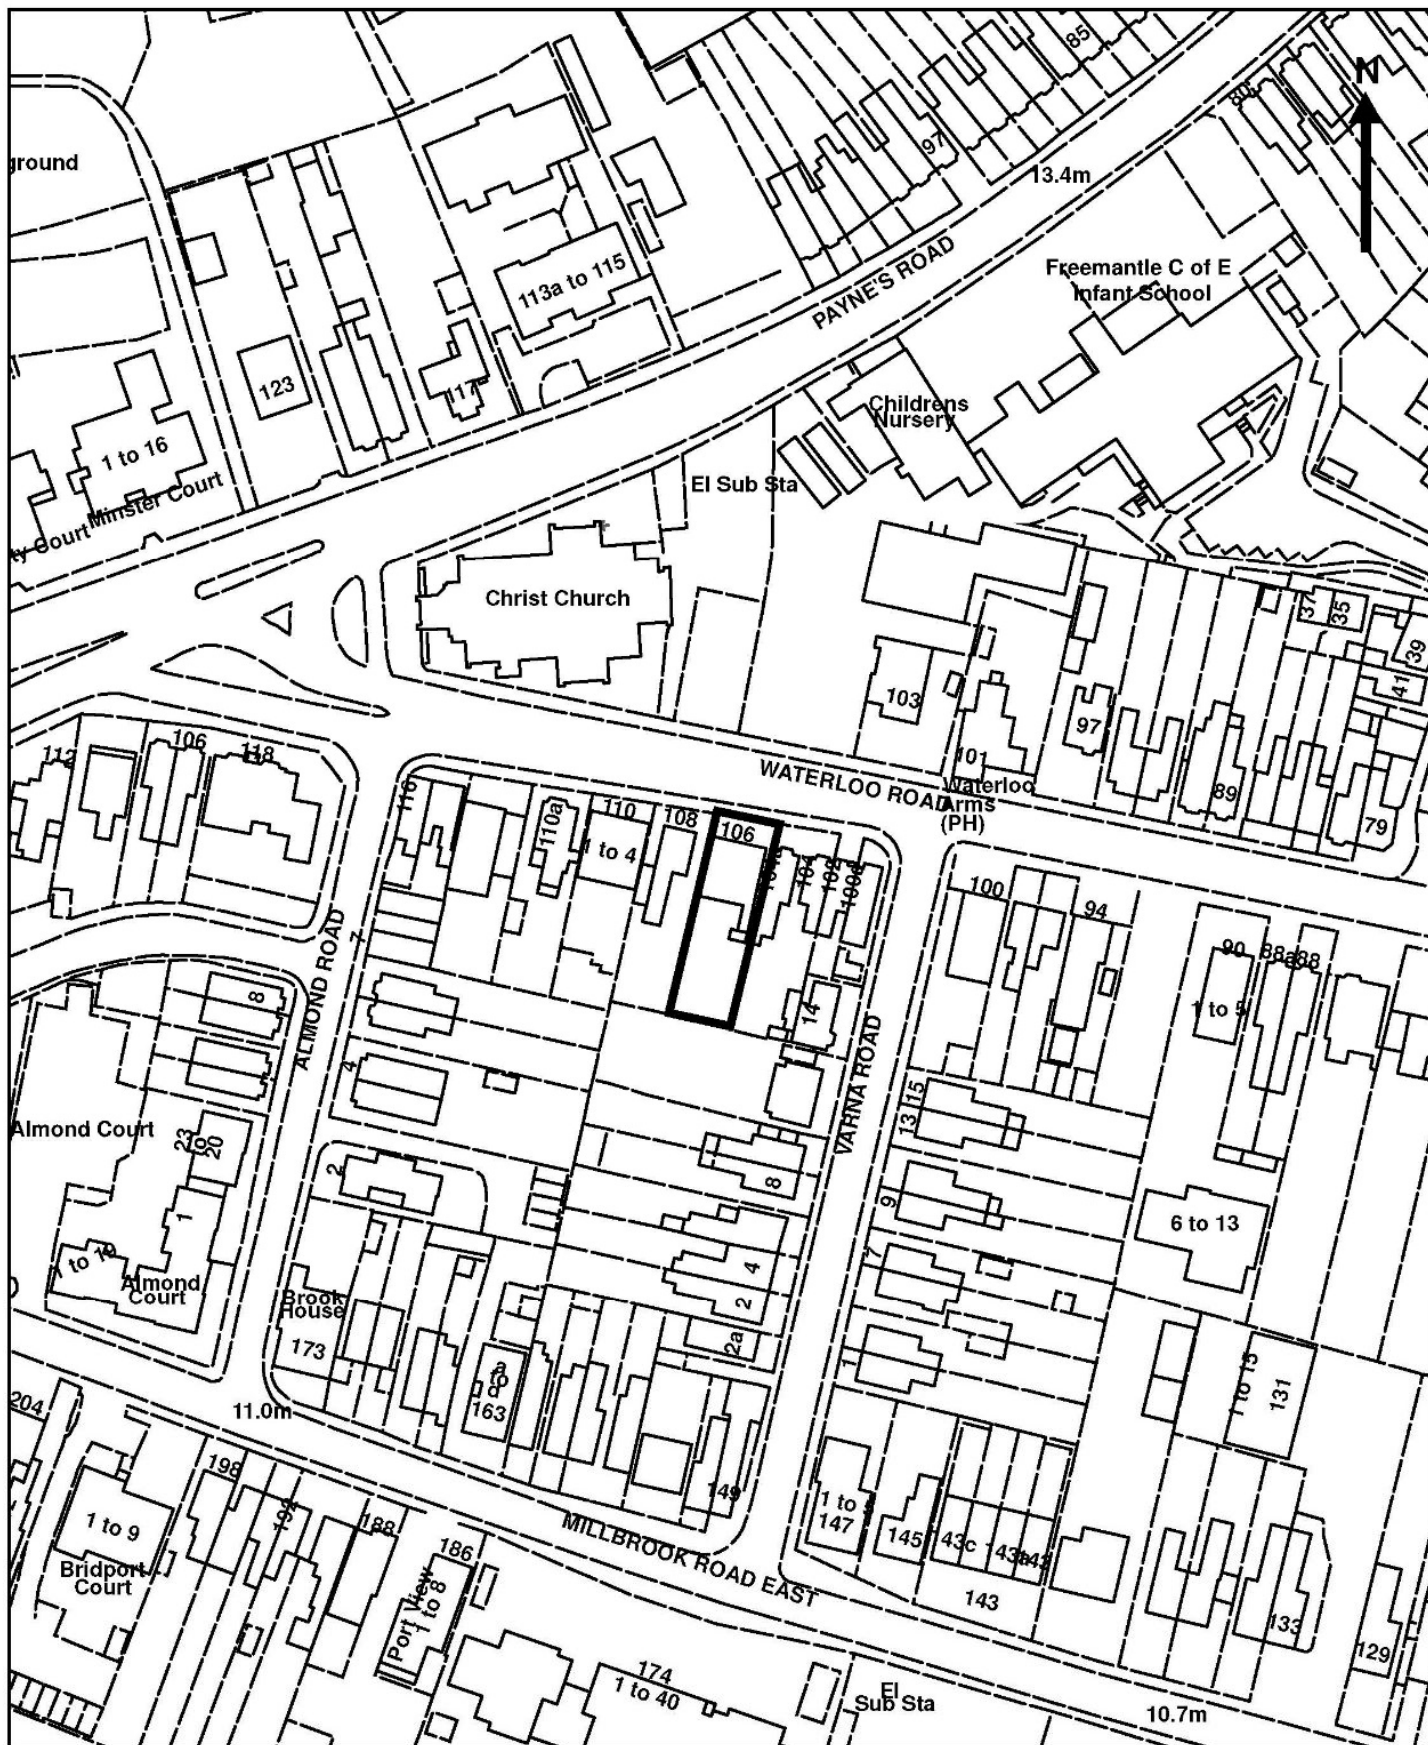 85
N
80
97
13.4m
ground
Freemantle C of E
Infant School
113a to 115
PAYNE'S ROAD
123
117
Childrens
Nursery
1 to 16
Minster Court
ty Court
El Sub Sta
Christ Church
37
35
39
41
103
97
101
112
106
118
WATERLOO ROAD
Waterloo
Arms
(PH)
89
79
116
110a
110
1 to 4
108
106
104
102
100a
100
94
90
88a
88
1 to 5
7
ALMOND ROAD
8
14
VARNA ROAD
4
15
13
Almond Court
23
to
20
2
8
9
6 to 13
1
7
1 to 19
Almond
Court
Brook
House
173
4
2
2a
1
a
to
d
163
1 to 13
131
204
11.0m
198
192
188
149
1 to
147
145
143c
143a
143
143
133
129
1 to 9
Bridport
Court
186
Port View
1 to 8
MILLBROOK ROAD EAST
174
1 to 40
El
Sub Sta
10.7m